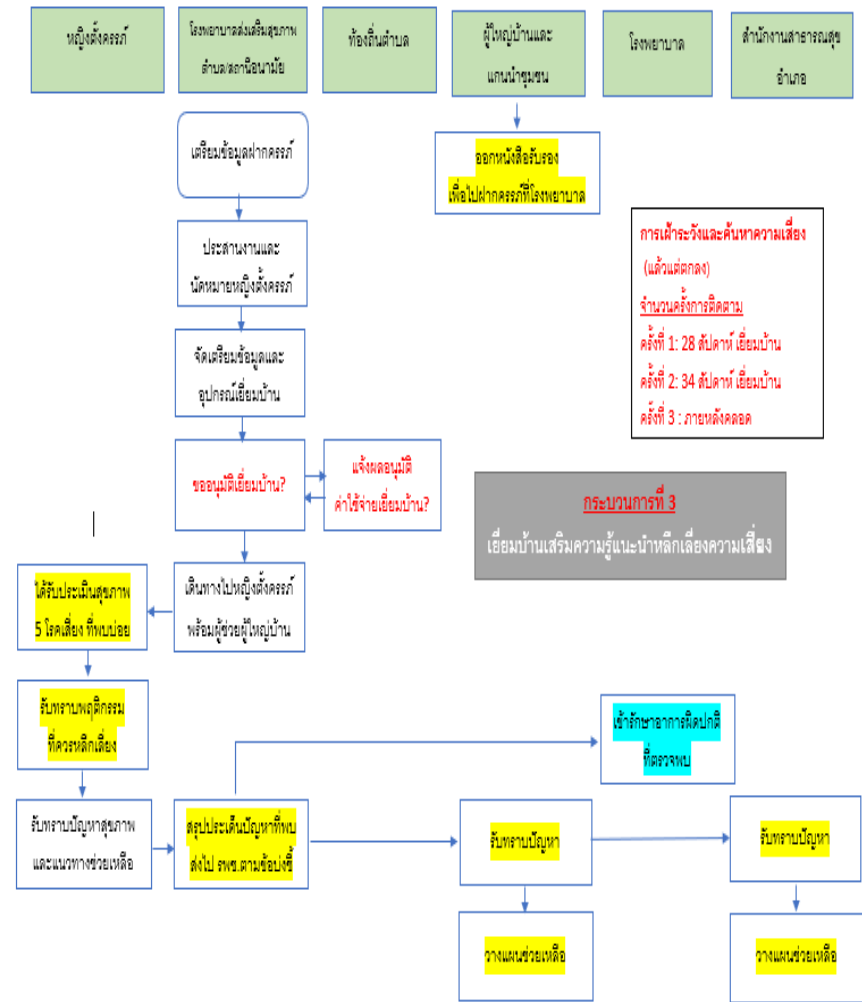 หญิงตั้งครรภ์
โรงพยาบาลส่งเสริมสุขภาพ
ตำบล/สถานีอนามัย
ท้องถิ่นตำบล
ผู้ใหญ่บ้านและ
แกนนำชุมชน
โรงพยาบาล
สำนักงานสาธารณสุข
อำเภอ
เตรียมข้อมูลฝากครรภ์
ออกหนังสือรับรอง
เพื่อไปฝากครรภ์ที่โรงพยาบาล
ประสานงานและ
นัดหมายหญิงตั้งครรภ์
การเฝ้าระวังและค้นหาความเสี่ยง
(แล้วแต่ตกลง)
จำนวนครั้งการติดตาม
ครั้งที่ 1: 28 สัปดาห์ เยี่ยมบ้าน
ครั้งที่ 2: 34 สัปดาห์ เยี่ยมบ้าน
ครั้งที่ 3 : ภายหลังคลอด
จัดเตรียมข้อมูลและ
อุปกรณ์เยี่ยมบ้าน
ขออนุมัติเยี่ยมบ้าน?
แจ้งผลอนุมัติ
ค่าใช้จ่ายเยี่ยมบ้าน?
กระบวนการที่ 3
เยี่ยมบ้านเสริมความรู้แนะนำหลีกเลี่ยงความเสี่ยง
เดินทางไปหญิงตั้งครรภ์
พร้อมผู้ช่วยผู้ใหญ่บ้าน
ได้รับประเมินสุขภาพ
5 โรคเสี่ยง ที่พบบ่อย
รับทราบพฤติกรรม
ที่ควรหลีกเลี่ยง
เข้ารักษาอาการผิดปกติ
ที่ตรวจพบ
รับทราบปัญหาสุขภาพ
และแนวทางช่วยเหลือ
สรุปประเด็นปัญหาที่พบ
ส่งไป รพช.ตามข้อบ่งชี้
รับทราบปัญหา
รับทราบปัญหา
วางแผนช่วยเหลือ
วางแผนช่วยเหลือ